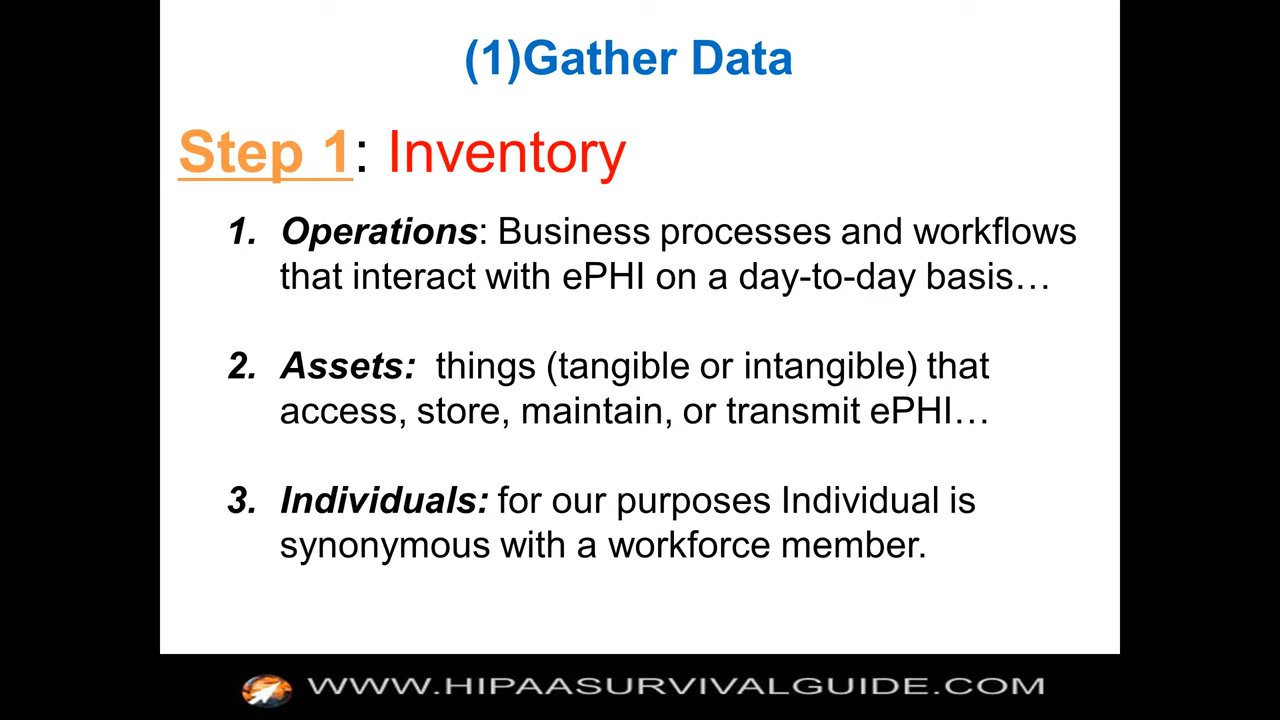 (1)Gather Data
Step 1: Inventory
1. Operations: Business processes and workflows
that interact with ePHI on a day-to-day basis…
2. Assets: things (tangible or intangible) that
access, store, maintain, or transmit ePHI…
3. Individuals: for our purposes Individual is
synonymous with a workforce member.
WWW.HIPAASURVIVALGUIDE.COM